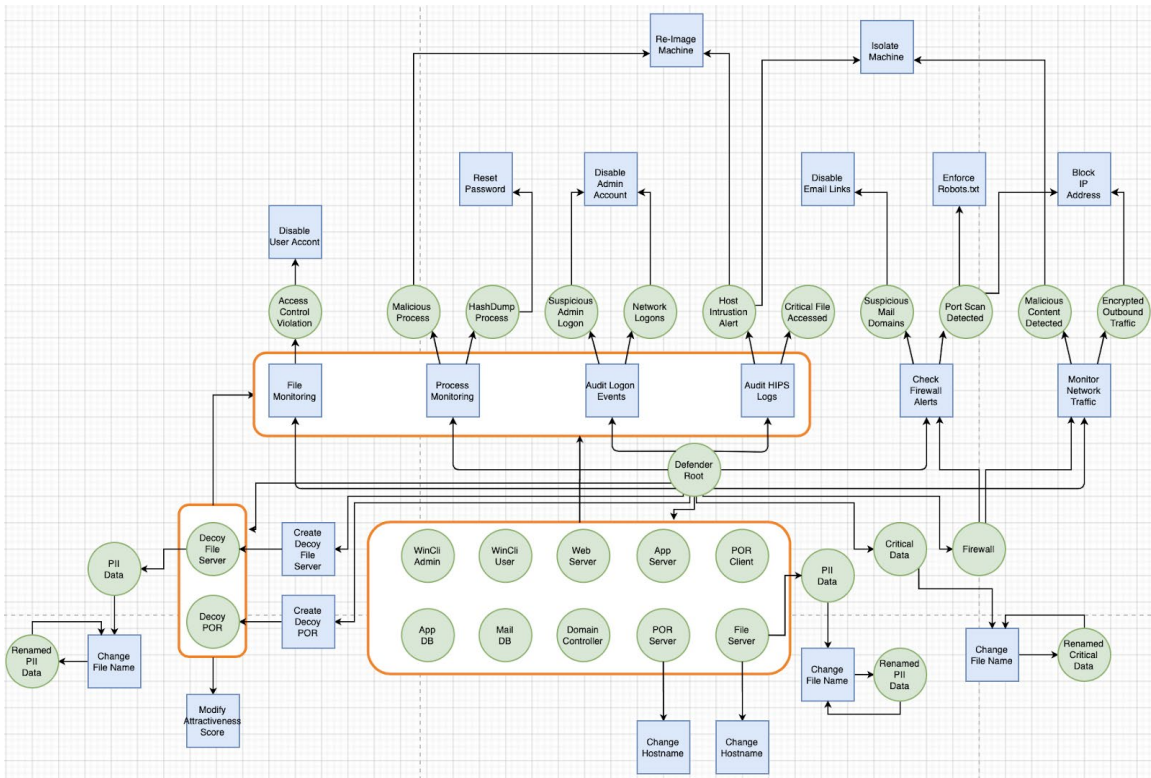 Re-Image
Machine
Isolate
Machine
Reset
Password
Disable
Admin
Account
Disable
Email Links
Enforce
Robots.txt
Block
IP
Address
Disable
User Accont
Access
Control
Violation
Malicious
Process
HashDump
Process
Suspicious
Admin
Logon
Network
Logons
Host
Intrustion
Alert
Critical File
Accessed
Suspicious
Mail
Domains
Port Scan
Detected
Malicious
Content
Detected
Encrypted
Outbound
Traffic
File
Monitoring
Process
Monitoring
Audit Logon
Events
Audit HIPS
Logs
Check
Firewall
Alerts
Monitor
Network
Traffic
Defender
Root
PII
Data
Decoy
File
Server
Create
Decoy
File
Server
WinCli
Admin
WinCli
User
Web
Server
App
Server
POR
Client
PII
Data
Critical
Data
Firewall
Renamed
PII
Data
Change
File Name
Decoy
POR
Create
Decoy
POR
App
DB
Mail
DB
Domain
Controller
POR
Server
File
Server
Change
File Name
Renamed
PII
Data
Change
File Name
Renamed
Critical
Data
Modify
Attractiveness
Score
Change
Hostname
Change
Hostname